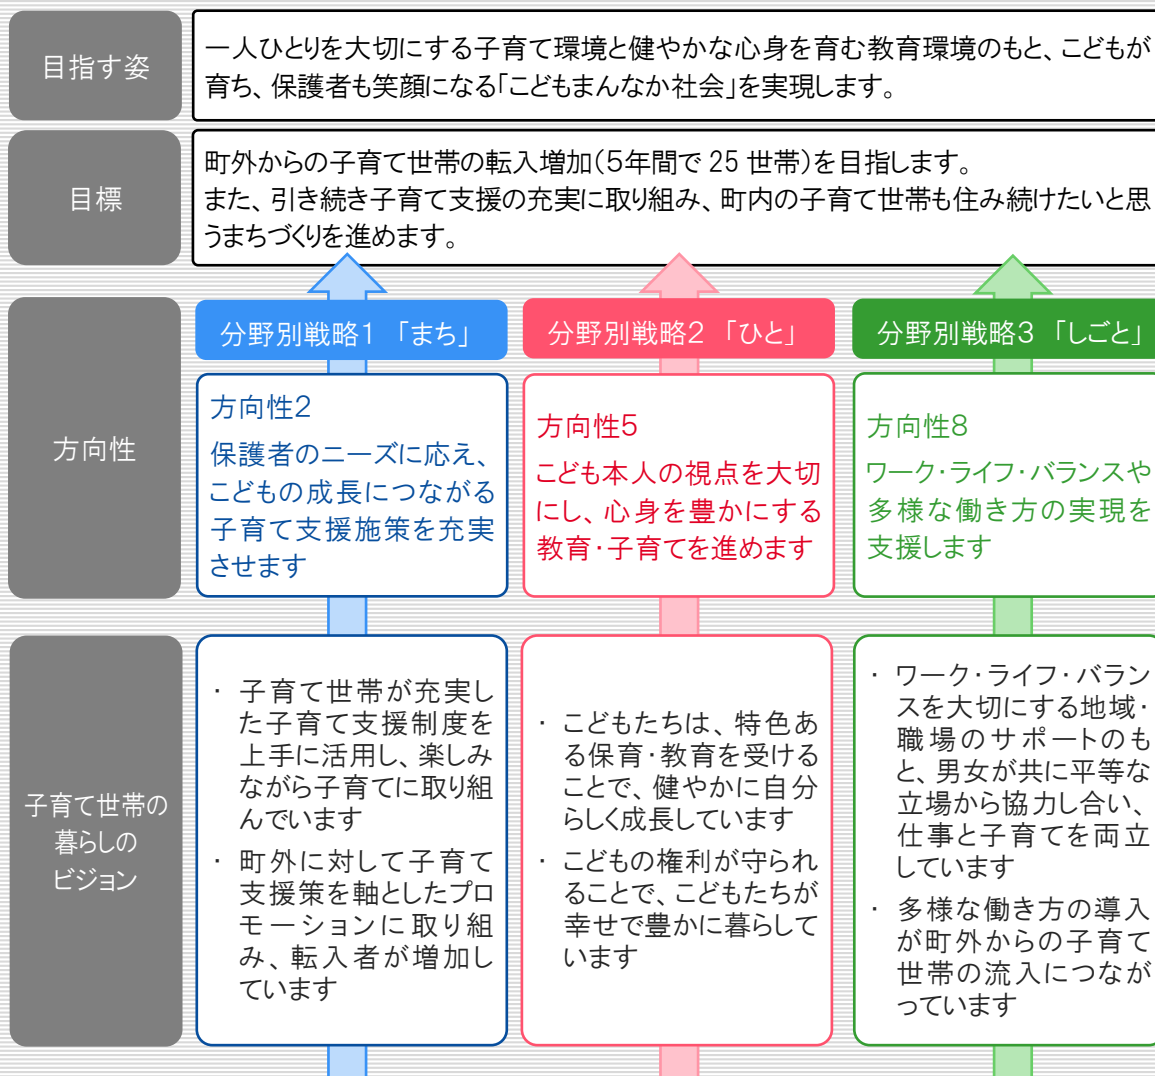 目指す姿
一人ひとりを大切にする子育て環境と健やかな心身を育む教育環境のもと、こどもが
育ち、保護者も笑顔になる「こどもまんなか社会」を実現します。
目標
町外からの子育て世帯の転入増加(5年間で 25 世帯)を目指します。
また、引き続き子育て支援の充実に取り組み、町内の子育て世帯も住み続けたいと思
うまちづくりを進めます。
方向性
分野別戦略1 「まち」
方向性2
保護者のニーズに応え、
こどもの成長につながる
子育て支援施策を充実
させます
分野別戦略2 「ひと」
方向性5
こども本人の視点を大切
にし、心身を豊かにする
教育・子育てを進めます
分野別戦略3 「しごと」
方向性8
ワーク・ライフ・バランスや
多様な働き方の実現を
支援します
子育て世帯の
暮らしの
ビジョン
・ 子育て世帯が充実し
た子育て支援制度を
上手に活用し、楽しみ
ながら子育てに取り組
んでいます
・ 町外に対して子育て
支援策を軸としたプロ
モーションに取り組
み、転入者が増加し
ています
・ こどもたちは、特色あ
る保育・教育を受ける
ことで、健やかに自分
らしく成長しています
・ こどもの権利が守られ
ることで、こどもたちが
幸せで豊かに暮らして
います
・ ワーク・ライフ・バラン
スを大切にする地域・
職場のサポートのも
と、男女が共に平等な
立場から協力し合い、
仕事と子育てを両立
しています
・ 多様な働き方の導入
が町外からの子育て
世帯の流入につなが
っています